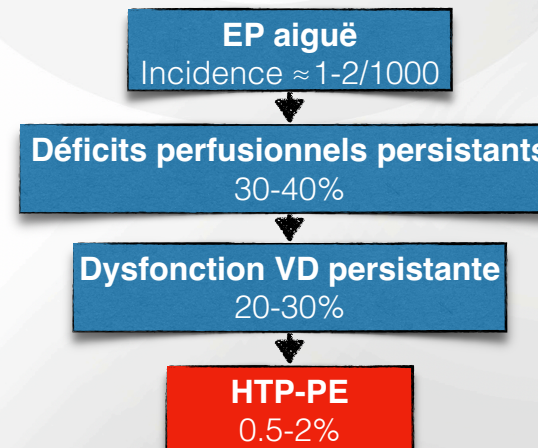 EP aiguë
Incidence ≈1-2/1000
Déficits perfusionnels persistants
30-40%
Dysfonction VD persistante
20-30%
HTP-PE
0.5-2%